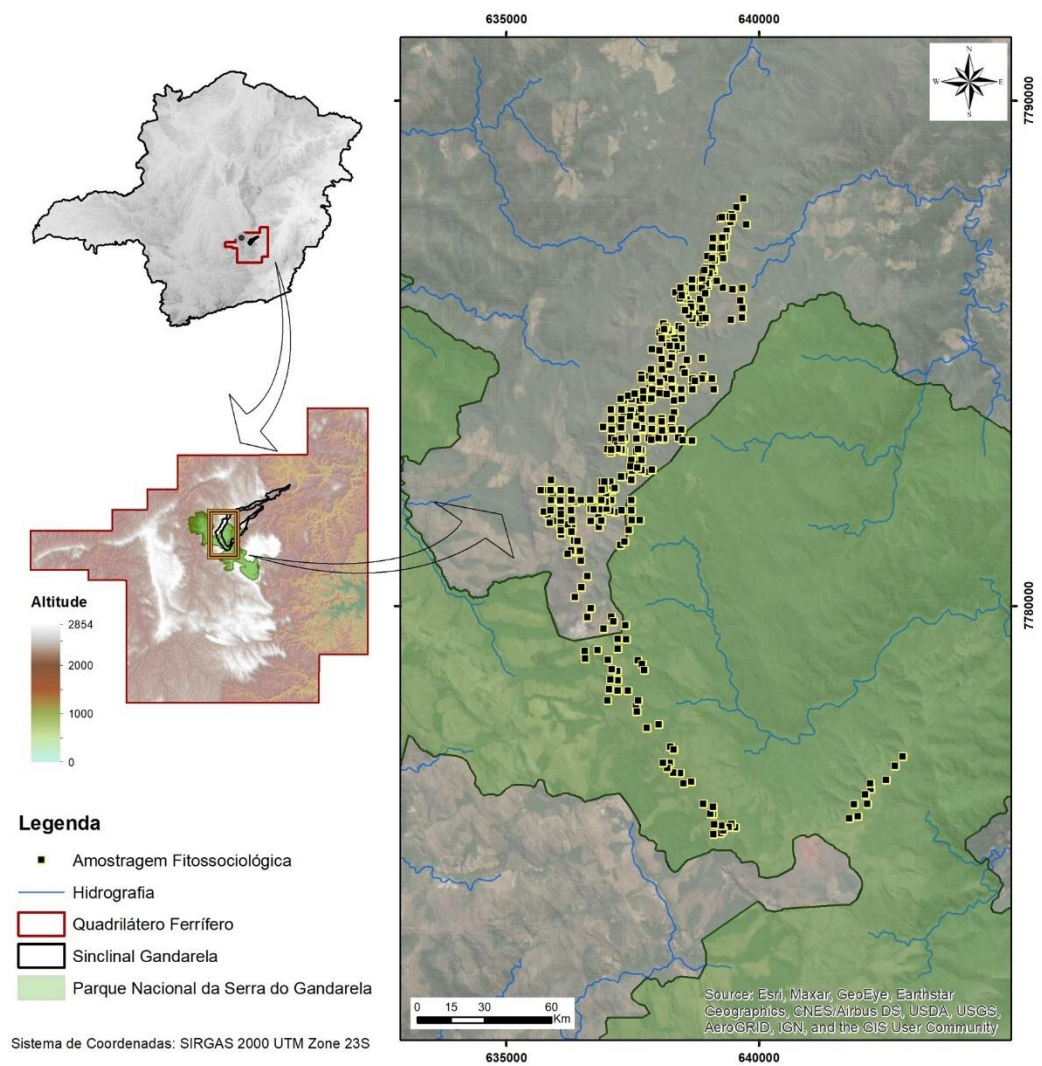 635000
640000
N
W
E
S
7790000
7780000
Altitude
2854
2000
1000
0
Legenda
Amostragem Fitossociológica
Hidrografia
Quadrilátero Ferrífero
Sinclinal Gandarela
Parque Nacional da Serra do Gandarela
Sistema de Coordenadas: SIRGAS 2000 UTM Zone 23S
0
15
30
60
Km
Source: Esri, Maxar, GeoEye, Earthstar
Geographics, CNES/Airbus DS, USDA, USGS,
AeroGRID, IGN, and the GIS User Community
635000
640000